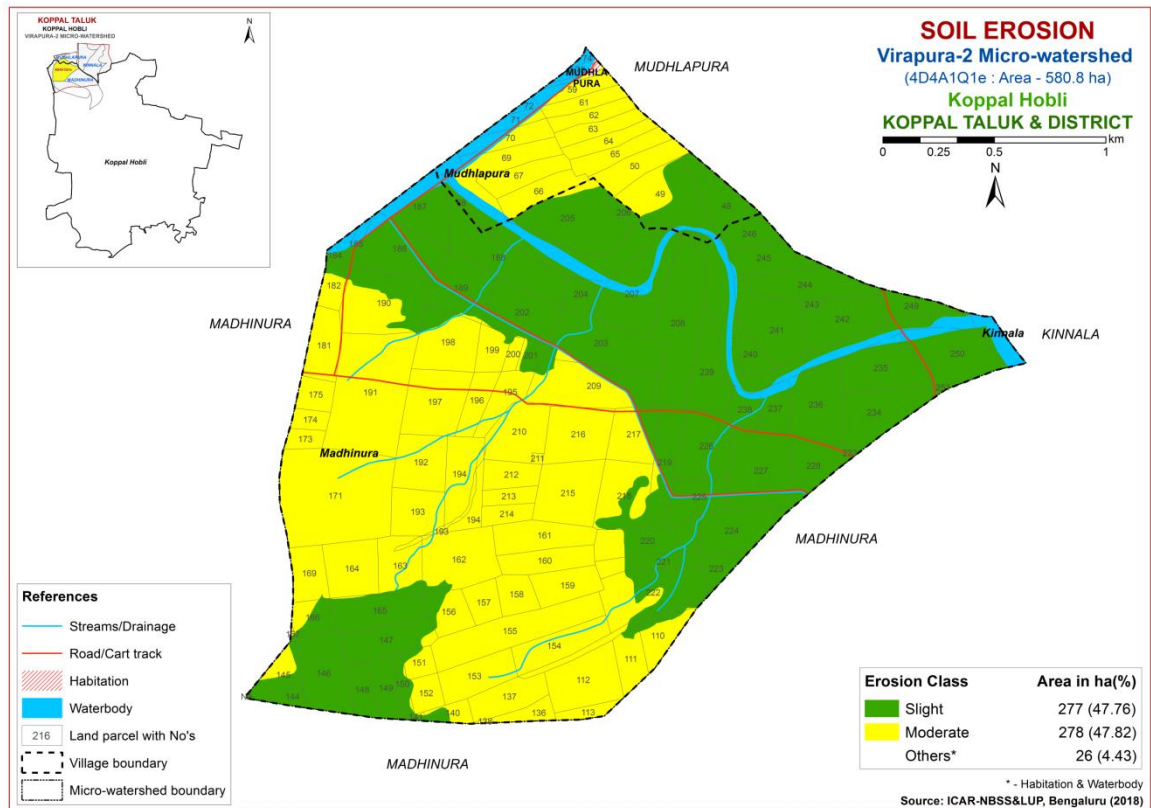 KOPPAL TALUK
KOPPAL HOBLI
VIRAPURA-2 MICRO-WATERSHED
N
KINNALA
MADHINURA
Koppal Hobli
SOIL EROSION
Virapura-2 Micro-watershed
(4D4A1Q1e : Area - 580.8 ha)
Koppal Hobli
KOPPAL TALUK & DISTRICT
km
0 0.25 0.5 1
N
MUDHLAPURA
74
MUDHLA
PURA
59
72 61
71 62
63
70 64
69 65
67 50
Mudhlapura
66 49
187 205 206 48
246
186 188 245
184
182 189 204 207 244 249
190 202 243
242
MADHINURA
208 241 Kinnala KINNALA
181 198 199 200 201 203 240 250
239 235
175 191 195 209
197 196 238 237 236 234
174
173 210 216 217
Madhinura 226
192 211
194 212 219 227 228
171 213 215 218 225
193 214
194 224
193 161 220 MADHINURA
169 164 163 162 160 221 223
159 222
158
165 157
156
155 110
147 154
151 111
146 153
145 112
150
148 149 152
144 137
140 136 113
MADHINURA
References
Streams/Drainage
Road/Cart track
Habitation
Waterbody
216 Land parcel with No's
Village boundary
Micro-watershed boundary
Erosion Class Area in ha(%)
Slight 277 (47.76)
Moderate 278 (47.82)
Others* 26 (4.43)
* - Habitation & Waterbody
Source: ICAR-NBSS&LUP, Bengaluru (2018)